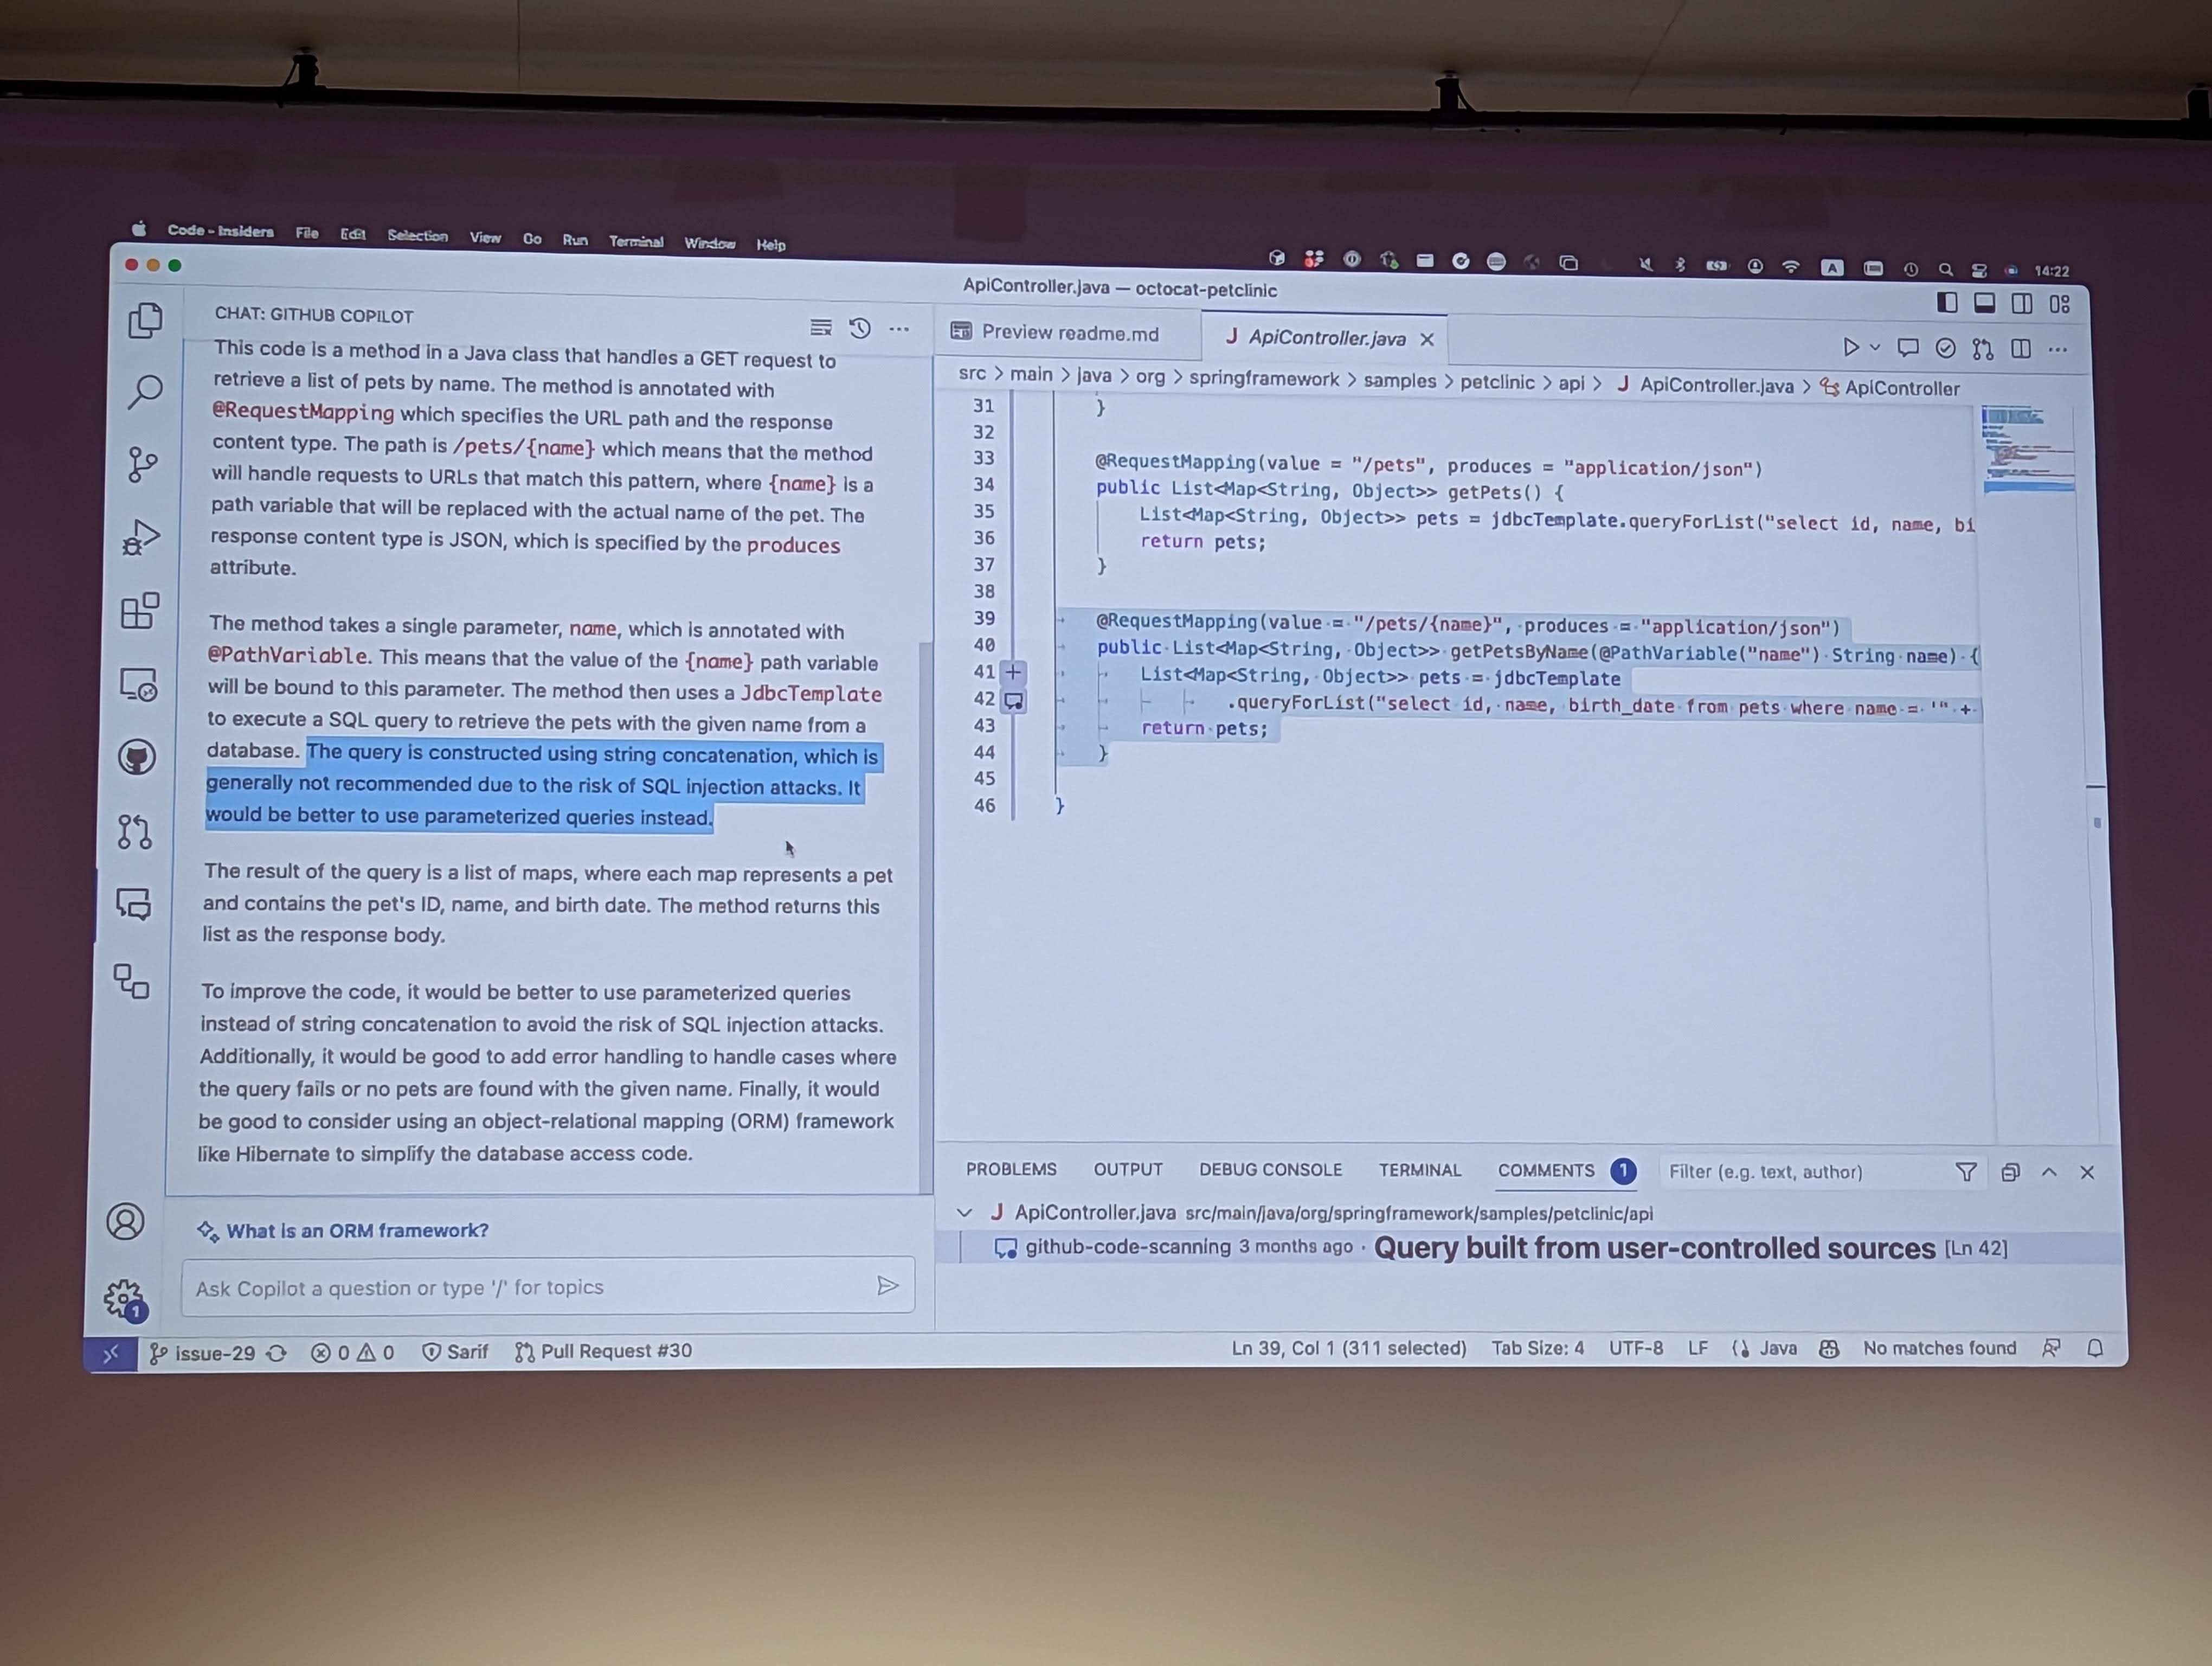 Code - Insiders File Edit Selection View Go Run Terminal Window Help
A 14:22
ApiController.java — octocat-petclinic
CHAT: GITHUB COPILOT
This code is a method in a Java class that handles a GET request to
retrieve a list of pets by name. The method is annotated with
@RequestMapping which specifies the URL path and the response
content type. The path is /pets/{name} which means that the method
will handle requests to URLs that match this pattern, where {name} is a
path variable that will be replaced with the actual name of the pet. The
response content type is JSON, which is specified by the produces
attribute.
The method takes a single parameter, name, which is annotated with
@PathVariable. This means that the value of the {name} path variable
will be bound to this parameter. The method then uses a JdbcTemplate
to execute a SQL query to retrieve the pets with the given name from a
database. The query is constructed using string concatenation, which is
generally not recommended due to the risk of SQL injection attacks. It
would be better to use parameterized queries instead.
The result of the query is a list of maps, where each map represents a pet
and contains the pet's ID, name, and birth date. The method returns this
list as the response body.
To improve the code, it would be better to use parameterized queries
instead of string concatenation to avoid the risk of SQL injection attacks.
Additionally, it would be good to add error handling to handle cases where
the query fails or no pets are found with the given name. Finally, it would
be good to consider using an object-relational mapping (ORM) framework
like Hibernate to simplify the database access code.
What is an ORM framework?
Ask Copilot a question or type '/' for topics
Preview readme.md
J ApiController.java
src > main > java > org > springframework > samples > petclinic > api > J ApiController.java > ApiController
31 }
32
33 @RequestMapping(value = "/pets", produces = "application/json")
34 public List<Map<String, Object>> getPets() {
35 List<Map<String, Object>> pets = jdbcTemplate.queryForList("select id, name, bi
36 return pets;
37 }
38
39 @RequestMapping(value = "/pets/{name}", produces = "application/json")
40 public List<Map<String, Object>> getPetsByName(@PathVariable("name") String name) {
41 List<Map<String, Object>> pets = jdbcTemplate
42 .queryForList("select id, name, birth_date from pets where name = '" +
43 return pets;
44 }
45
46 }
PROBLEMS OUTPUT DEBUG CONSOLE TERMINAL COMMENTS 1 Filter (e.g. text, author)
J ApiController.java src/main/java/org/springframework/samples/petclinic/api
github-code-scanning 3 months ago · Query built from user-controlled sources [Ln 42]
1
issue-29 0 0 Sarif Pull Request #30 Ln 39, Col 1 (311 selected) Tab Size: 4 UTF-8 LF Java No matches found